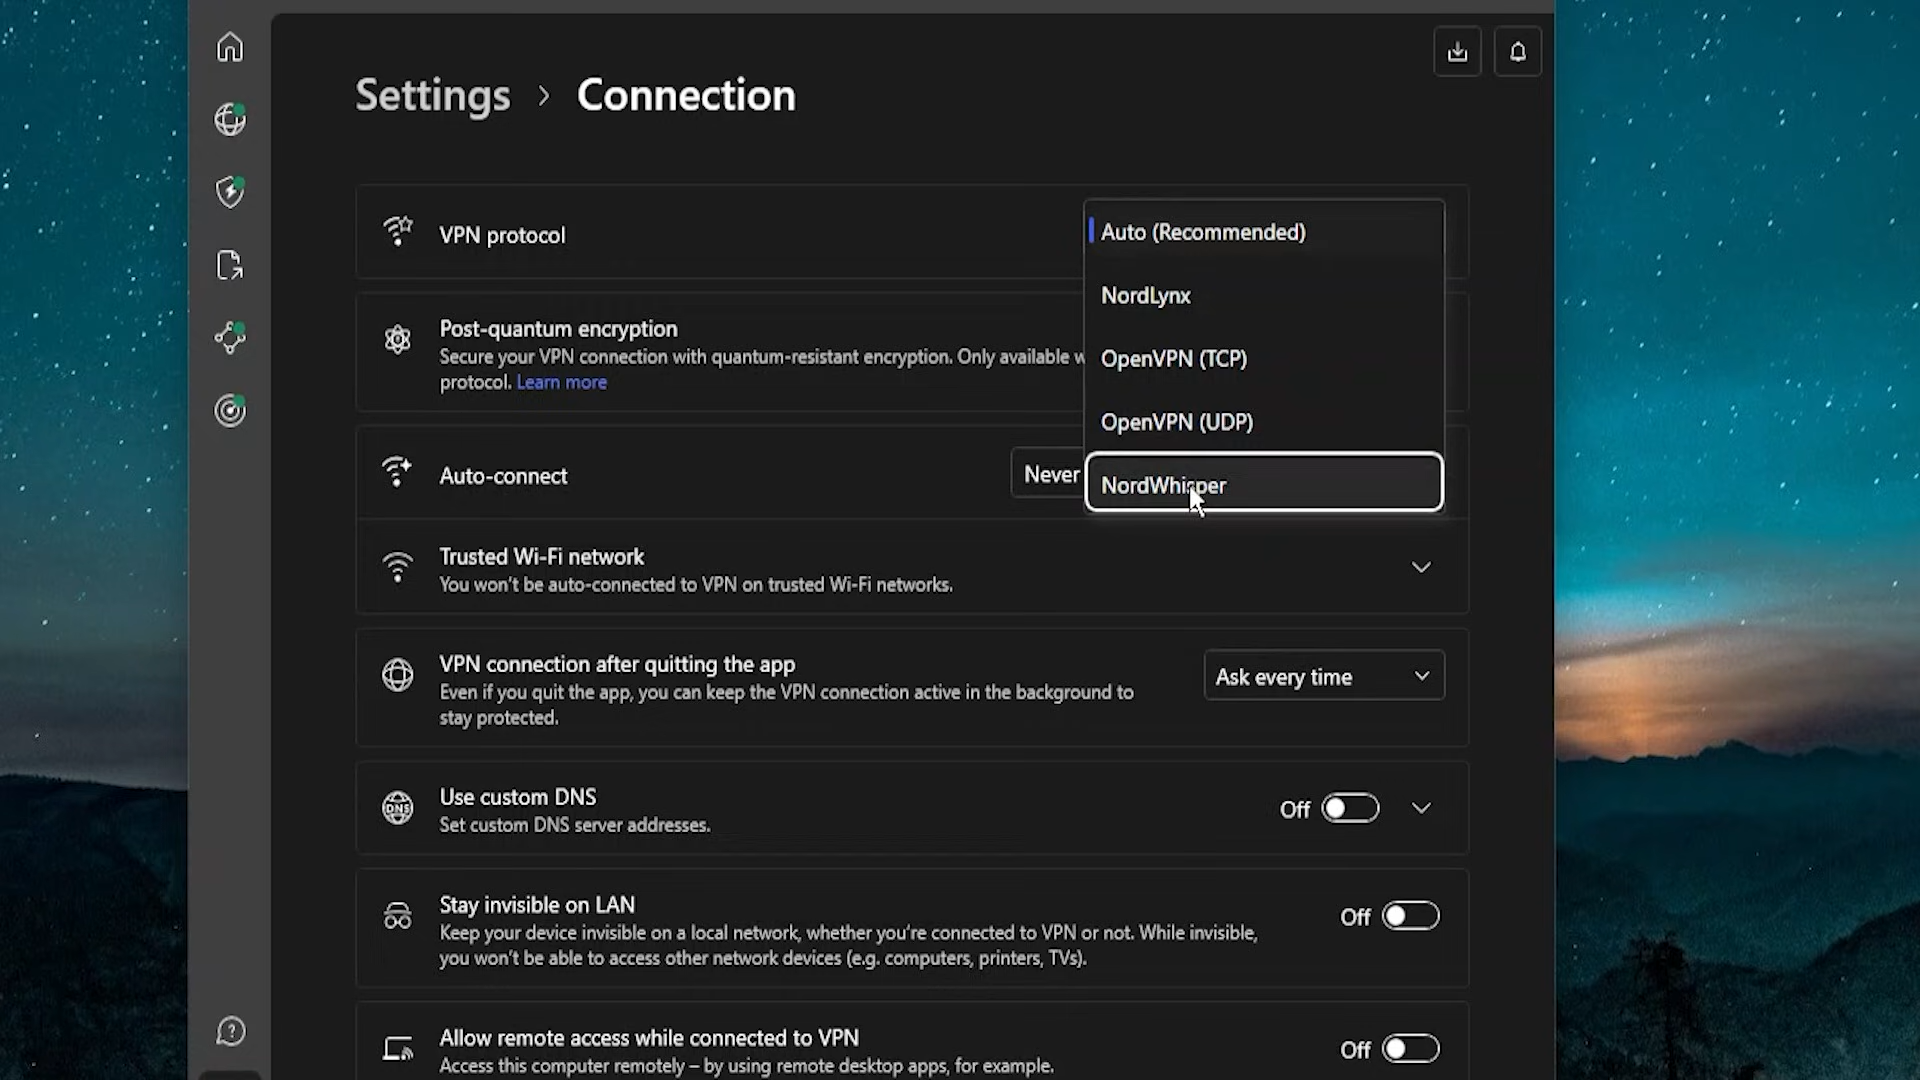 Settings > Connection
VPN protocol
Auto (Recommended)
NordLynx
OpenVPN (TCP)
OpenVPN (UDP)
NordWhisper
Post-quantum encryption
Secure your VPN connection with quantum-resistant encryption. Only available
protocol. Learn more
Auto-connect
Never
Trusted Wi-Fi network
You won't be auto-connected to VPN on trusted Wi-Fi networks.
VPN connection after quitting the app
Even if you quit the app, you can keep the VPN connection active in the background to
stay protected.
Ask every time
Use custom DNS
Set custom DNS server addresses.
Off
DNS
Stay invisible on LAN
Keep your device invisible on a local network, whether you're connected to VPN or not. While invisible,
you won't be able to access other network devices (e.g. computers, printers, TVs).
Off
Allow remote access while connected to VPN
Access this computer remotely – by using remote desktop apps, for example.
Off